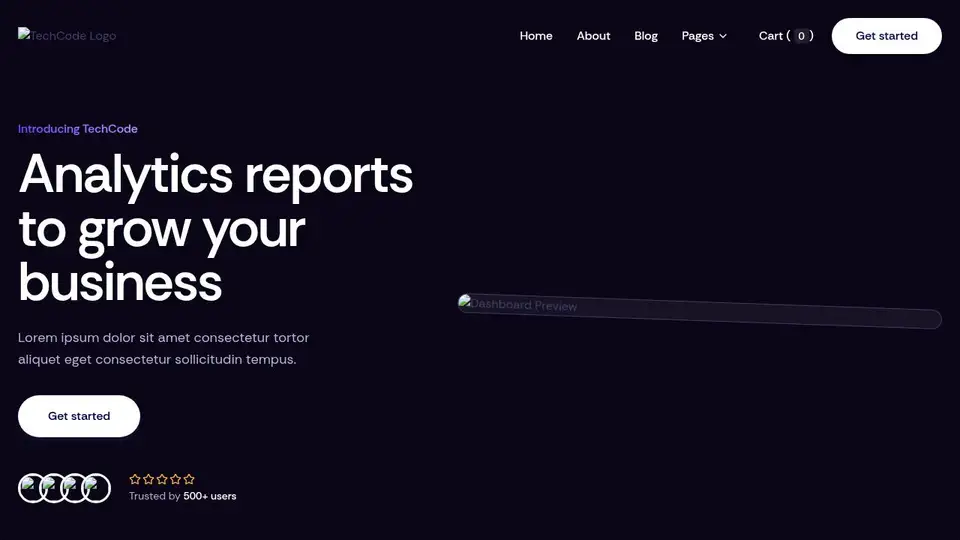 TechCode Logo
Home
About
Blog
Pages
Cart ( 0 )
Get started
Introducing TechCode
Analytics reports
to grow your
business
Dashboard Preview
Lorem ipsum dolor sit amet consectetur tortor
aliquet eget consectetur sollicitudin tempus.
Get started
Trusted by 500+ users